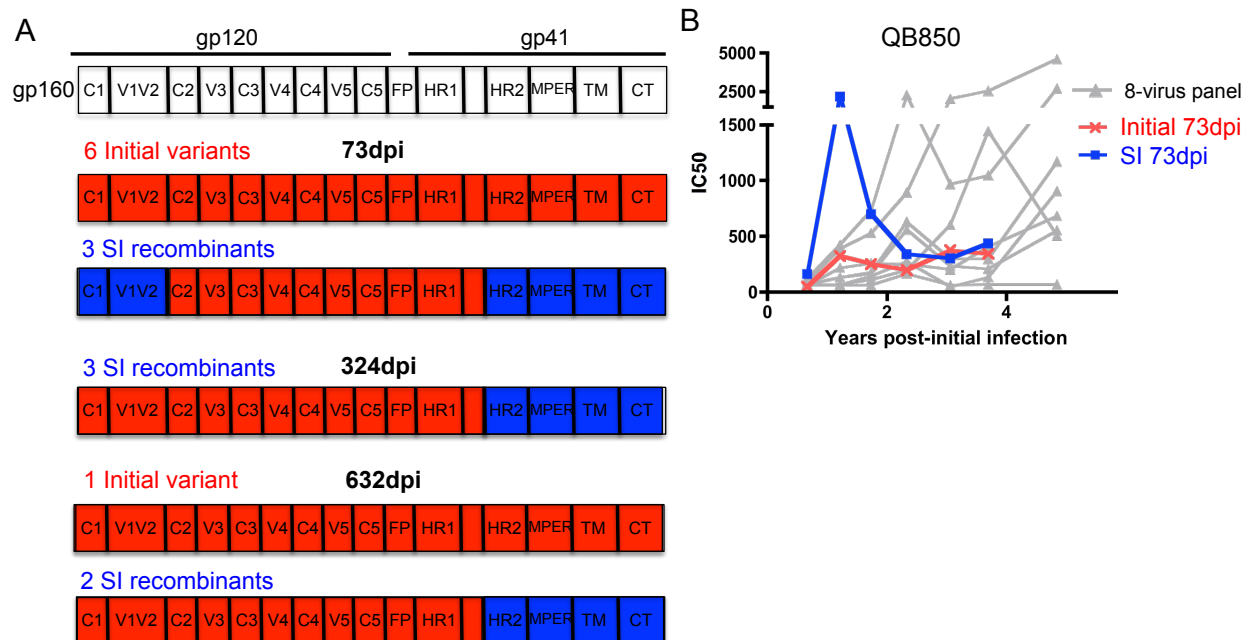 A
gp120 gp41
gp160 C1 V1V2 C2 V3 C3 V4 C4 V5 C5 FP HR1 HR2 MPER TM CT
6 Initial variants 73dpi
C1 V1V2 C2 V3 C3 V4 C4 V5 C5 FP HR1 HR2 MPER TM CT
3 SI recombinants
C1 V1V2 C2 V3 C3 V4 C4 V5 C5 FP HR1 HR2 MPER TM CT
3 SI recombinants 324dpi
C1 V1V2 C2 V3 C3 V4 C4 V5 C5 FP HR1 HR2 MPER TM CT
1 Initial variant 632dpi
C1 V1V2 C2 V3 C3 V4 C4 V5 C5 FP HR1 HR2 MPER TM CT
2 SI recombinants
C1 V1V2 C2 V3 C3 V4 C4 V5 C5 FP HR1 HR2 MPER TM CT
B
QB850
5000
2500
1500
1000
500
0
IC50
0 2 4
Years post-initial infection
8-virus panel
Initial 73dpi
SI 73dpi